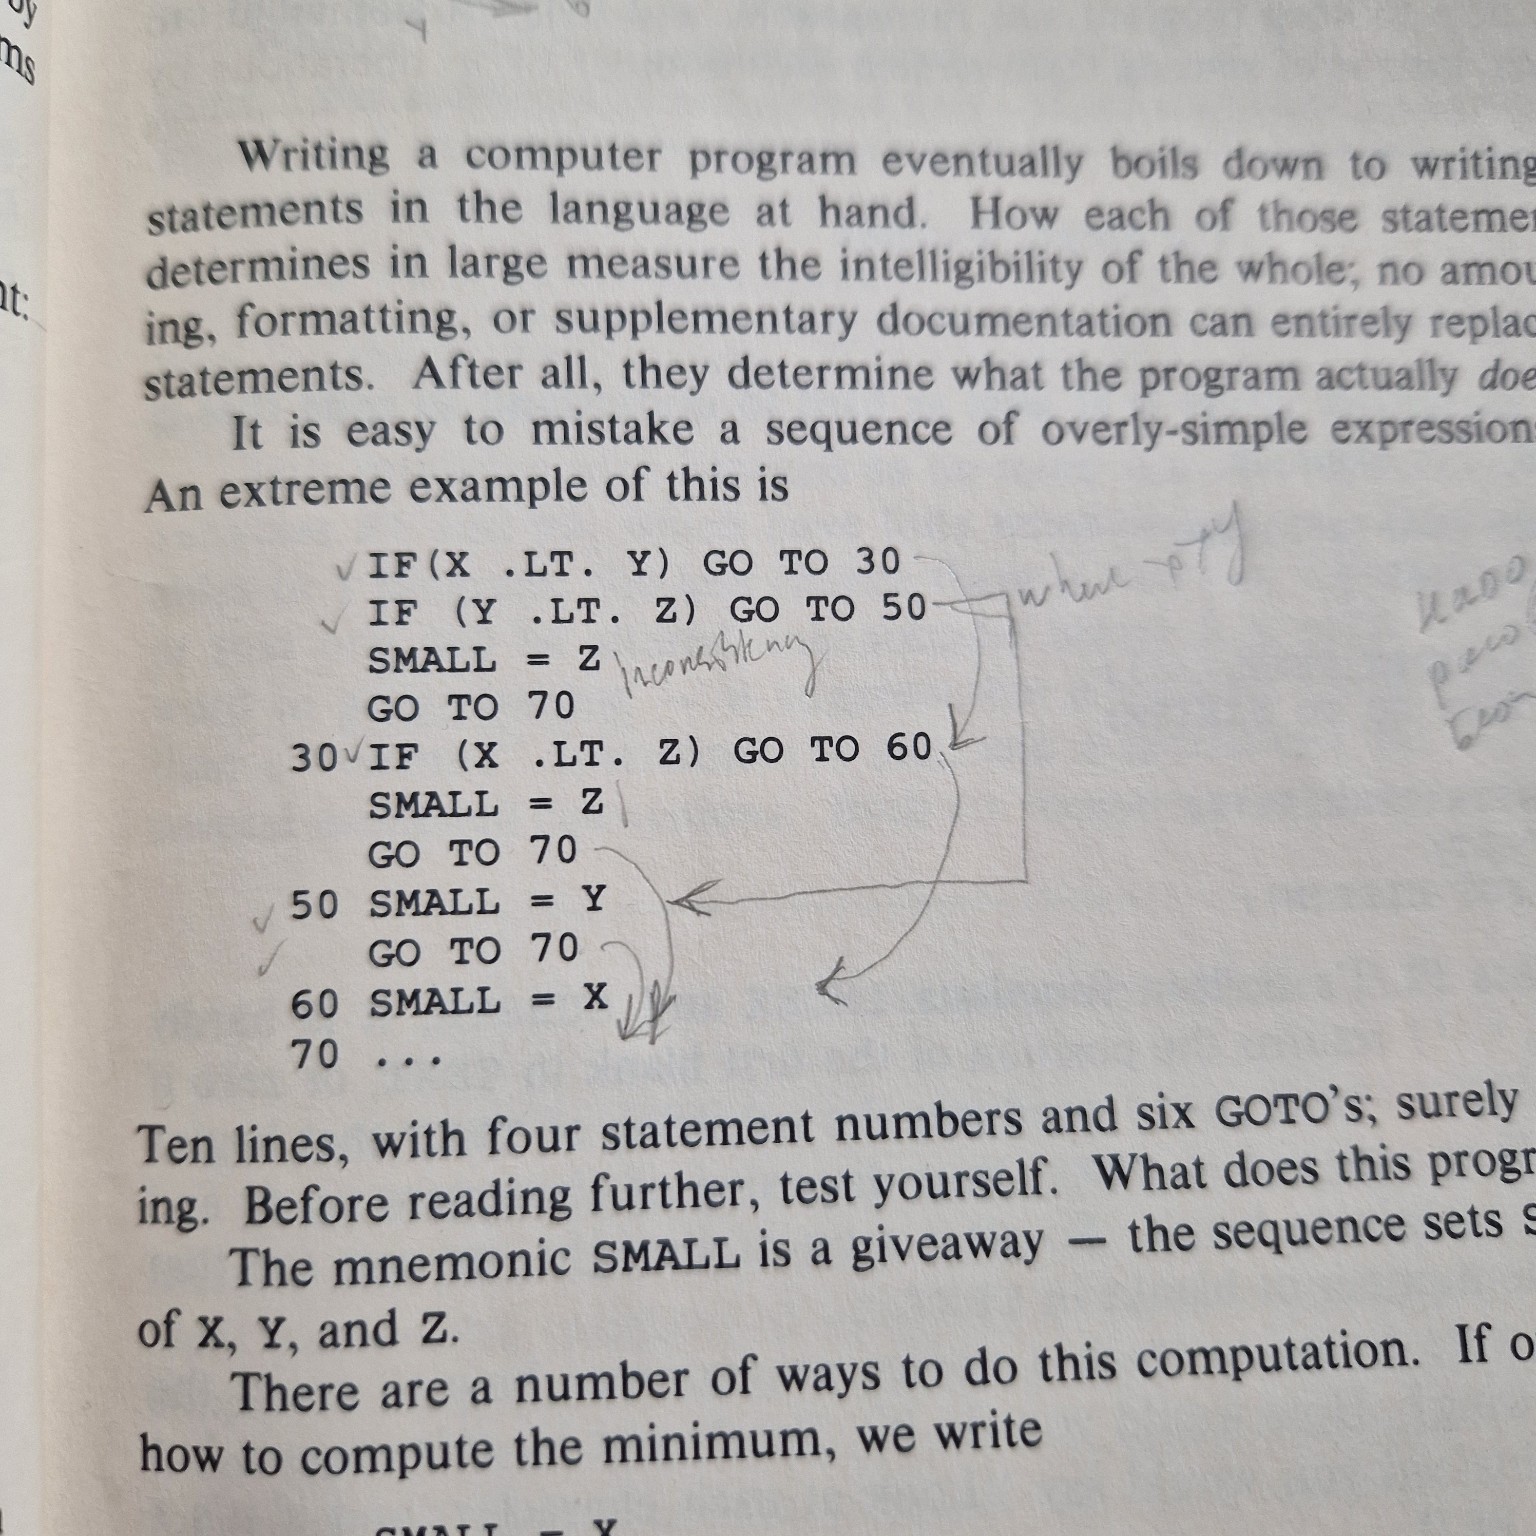 by
ms
Writing a computer program eventually boils down to writing
statements in the language at hand. How each of those stateme
determines in large measure the intelligibility of the whole; no amou
nt:
ing, formatting, or supplementary documentation can entirely replac
statements. After all, they determine what the program actually doe
It is easy to mistake a sequence of overly-simple expression
An extreme example of this is
IF(X .LT. Y) GO TO 30
IF (Y .LT. Z) GO TO 50 where
SMALL = Z inconsistency
GO TO 70
30 IF (X .LT. Z) GO TO 60
SMALL = Z
GO TO 70
50 SMALL = Y
GO TO 70
60 SMALL = X
70 ...
Ten lines, with four statement numbers and six GOTO's; surely
ing. Before reading further, test yourself. What does this progr
The mnemonic SMALL is a giveaway — the sequence sets S
of X, Y, and Z.
There are a number of ways to do this computation. If o
how to compute the minimum, we write
SMALL = X